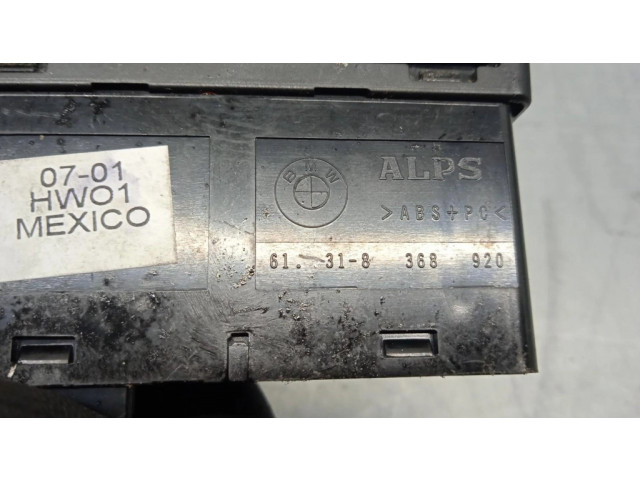 07-01
HW01
MEXICO
BMW
ALPS
>ABS+PC<
61. 31-8 368 920